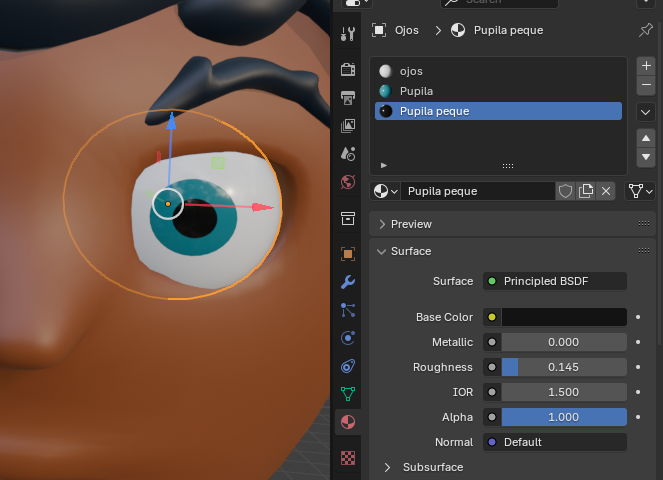 Search
Ojos > Pupila peque
ojos
Pupila
Pupila peque
Pupila peque
Preview
Surface
Surface Principled BSDF
Base Color
Metallic 0.000
Roughness 0.145
IOR 1.500
Alpha 1.000
Normal Default
Subsurface